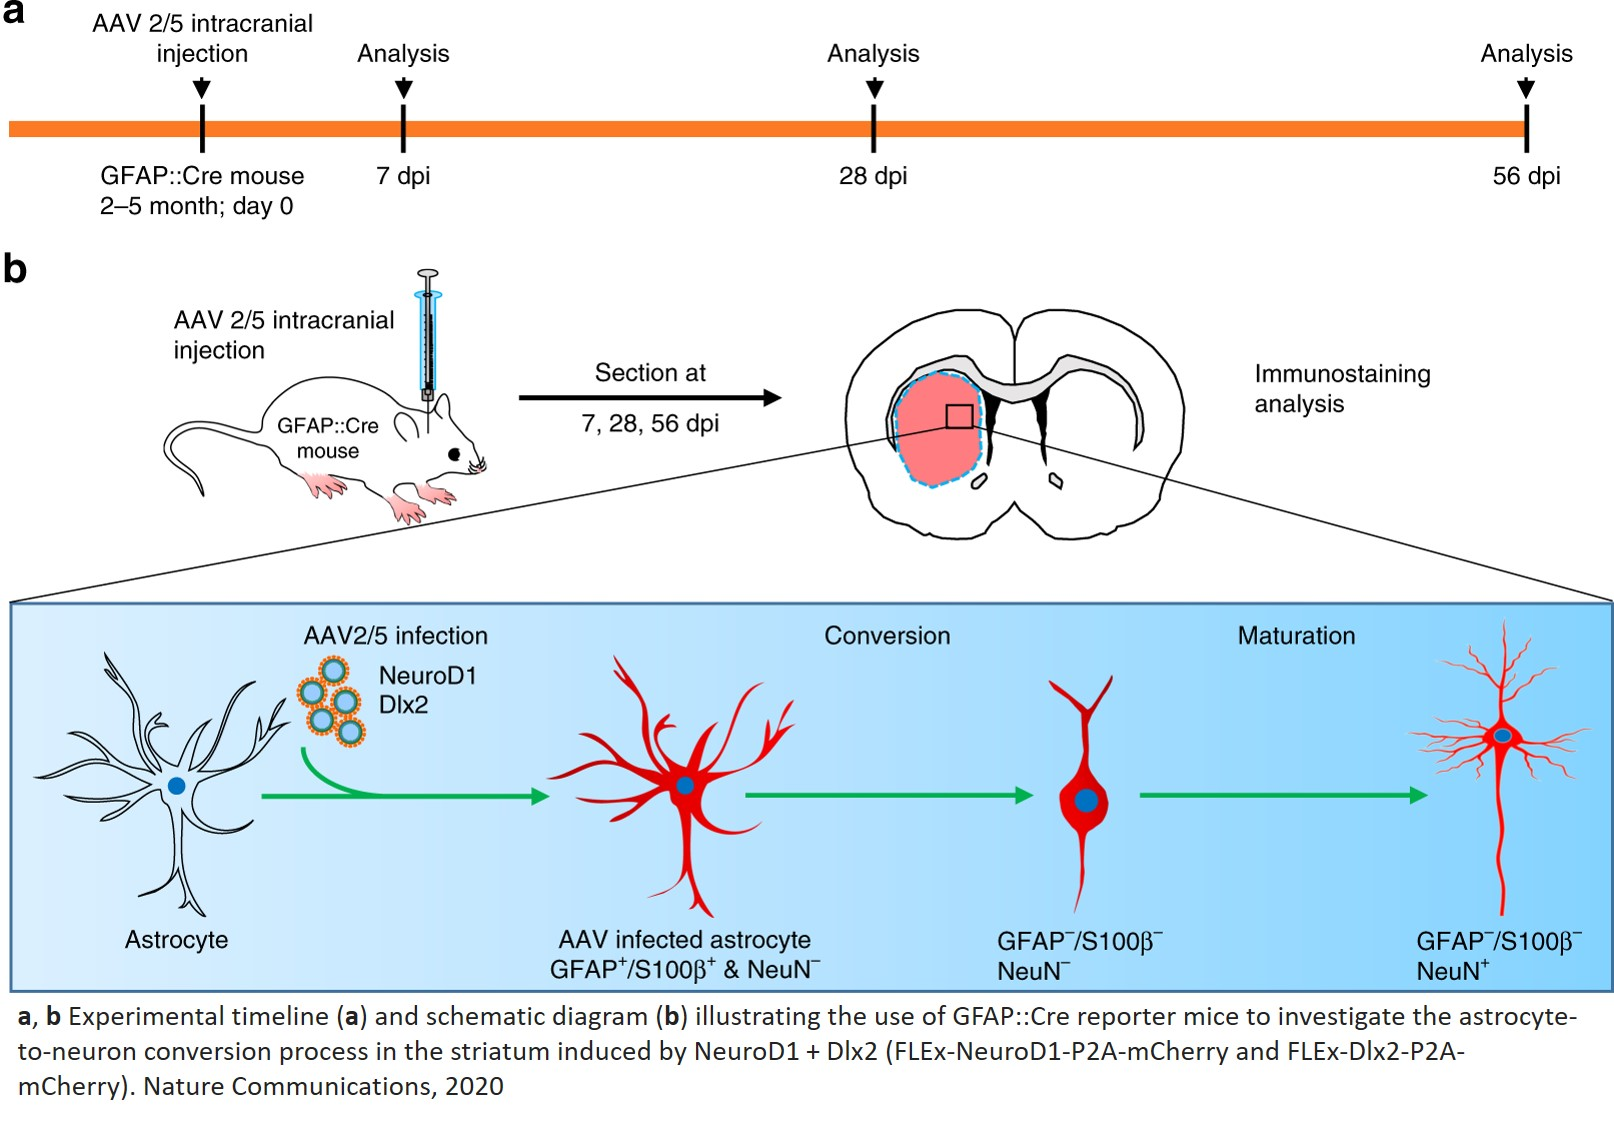 a
AAV 2/5 intracranial
injection
Analysis
Analysis
Analysis
GFAP::Cre mouse
2–5 month; day 0
7 dpi
28 dpi
56 dpi
b
AAV 2/5 intracranial
injection
GFAP::Cre
mouse
Section at
7, 28, 56 dpi
Immunostaining
analysis
AAV2/5 infection
NeuroD1
Dlx2
Conversion
Maturation
Astrocyte
AAV infected astrocyte
GFAP⁺/S100β⁺ & NeuN⁻
GFAP⁻/S100β⁻
NeuN⁻
GFAP⁻/S100β⁻
NeuN⁺
a, b Experimental timeline (a) and schematic diagram (b) illustrating the use of GFAP::Cre reporter mice to investigate the astrocyte-
to-neuron conversion process in the striatum induced by NeuroD1 + Dlx2 (FLEx-NeuroD1-P2A-mCherry and FLEx-Dlx2-P2A-
mCherry). Nature Communications, 2020